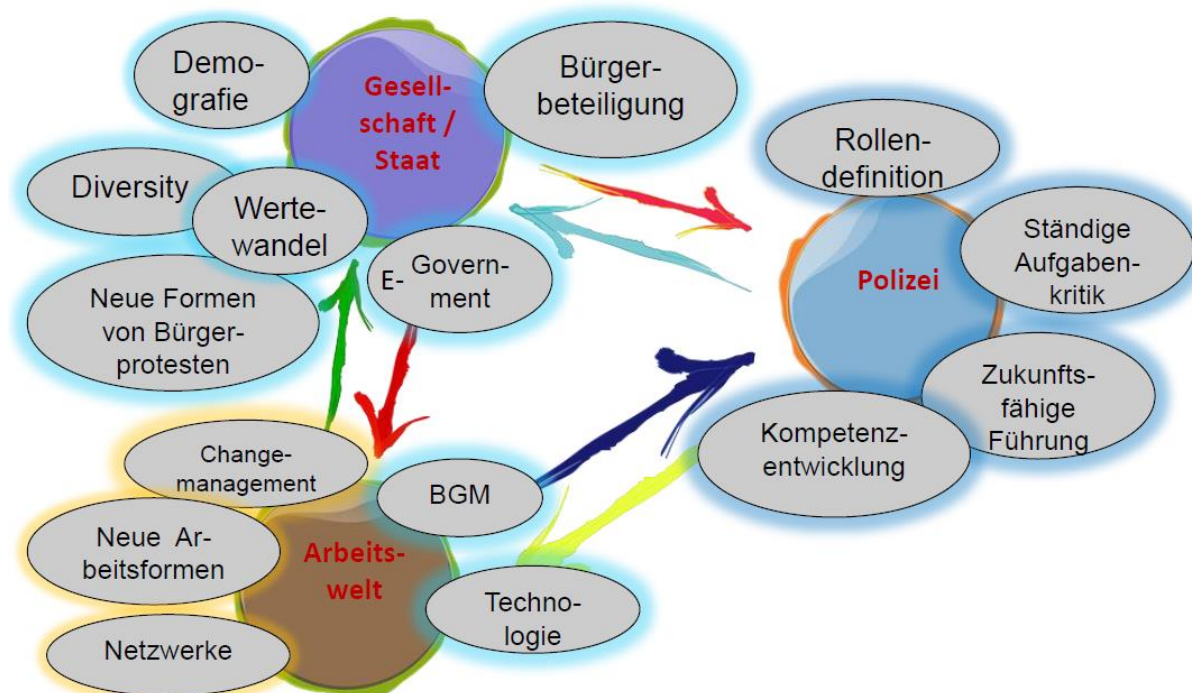 Demo-
grafie
Gesell-
schaft /
Staat
Bürger-
beteiligung
Diversity
Werte-
wandel
E-
Govern-
ment
Neue Formen
von Bürger-
protesten
Rollen-
definition
Ständige
Aufgaben-
kritik
Polizei
Zukunfts-
fähige
Führung
Kompetenz-
entwicklung
Change-
management
BGM
Neue Ar-
beitsformen
Arbeits-
welt
Techno-
logie
Netzwerke